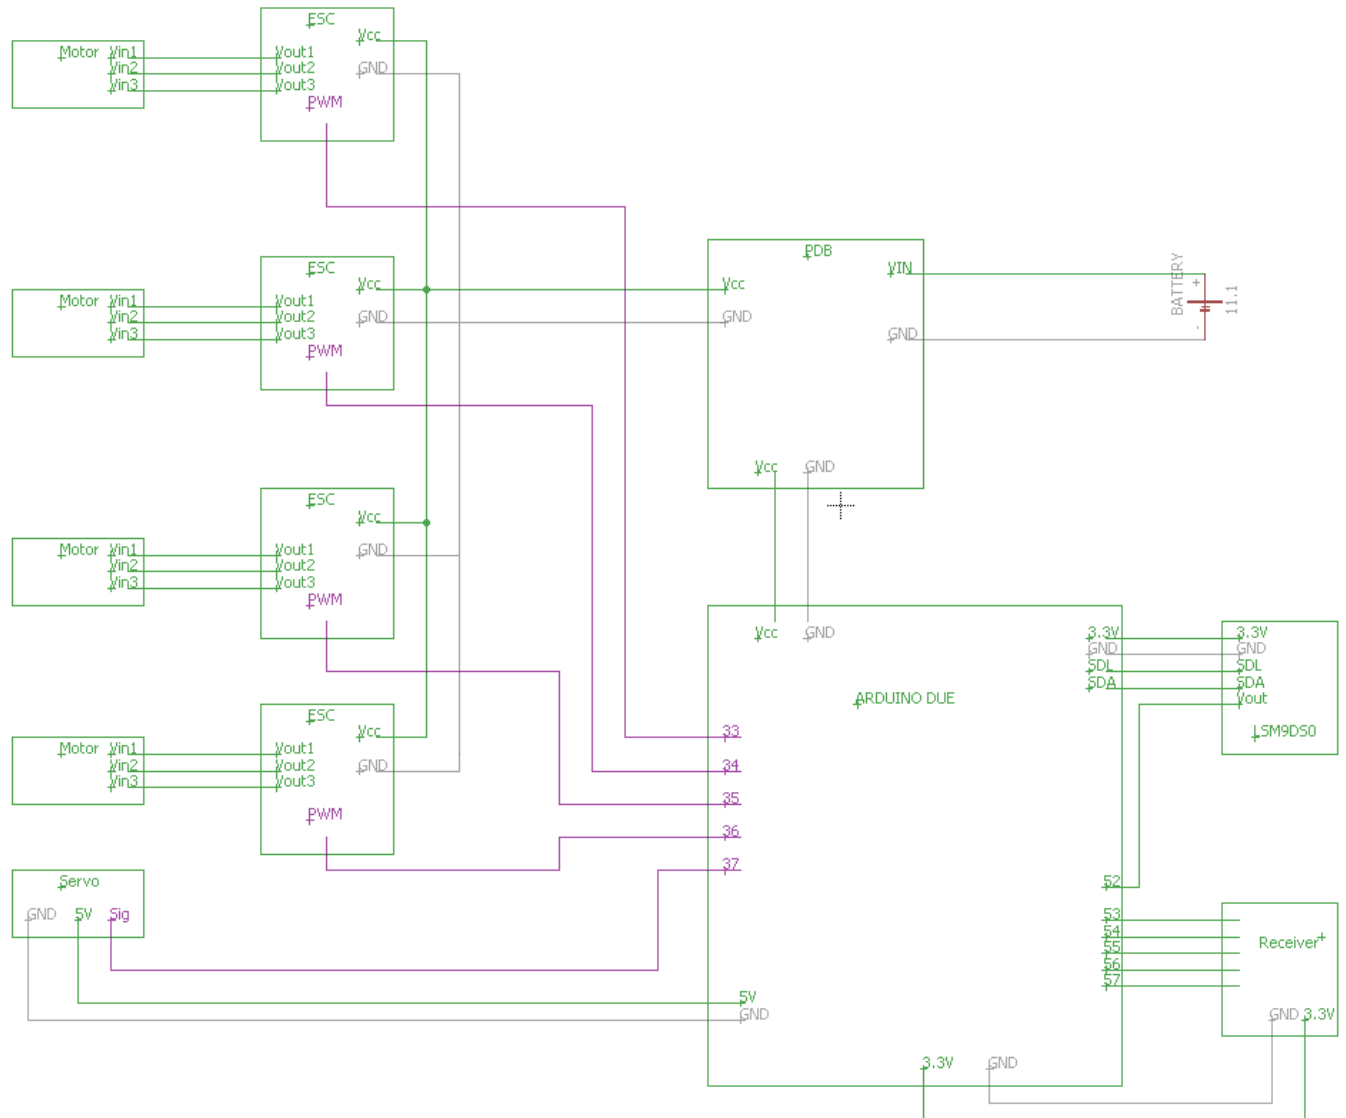 ESC
Vcc
GND
Motor Vin1
Vin2
Vin3
Vout1
Vout2
Vout3
PWM
ESC
Vcc
GND
Motor Vin1
Vin2
Vin3
Vout1
Vout2
Vout3
PWM
PDB
VIN
Vcc
GND
GND
Vcc
GND
BATTERY
+
-
11.1
ESC
Vcc
GND
Motor Vin1
Vin2
Vin3
Vout1
Vout2
Vout3
PWM
ESC
Vcc
GND
Motor Vin1
Vin2
Vin3
Vout1
Vout2
Vout3
PWM
Servo
GND 5V Sig
Vcc
GND
ARDUINO DUE
33
34
35
36
37
5V
GND
3.3V
GND
SDL
SDA
52
53
54
55
56
57
3.3V
GND
3.3V
GND
SDL
SDA
Vout
LSM9DS0
Receiver
GND 3.3V